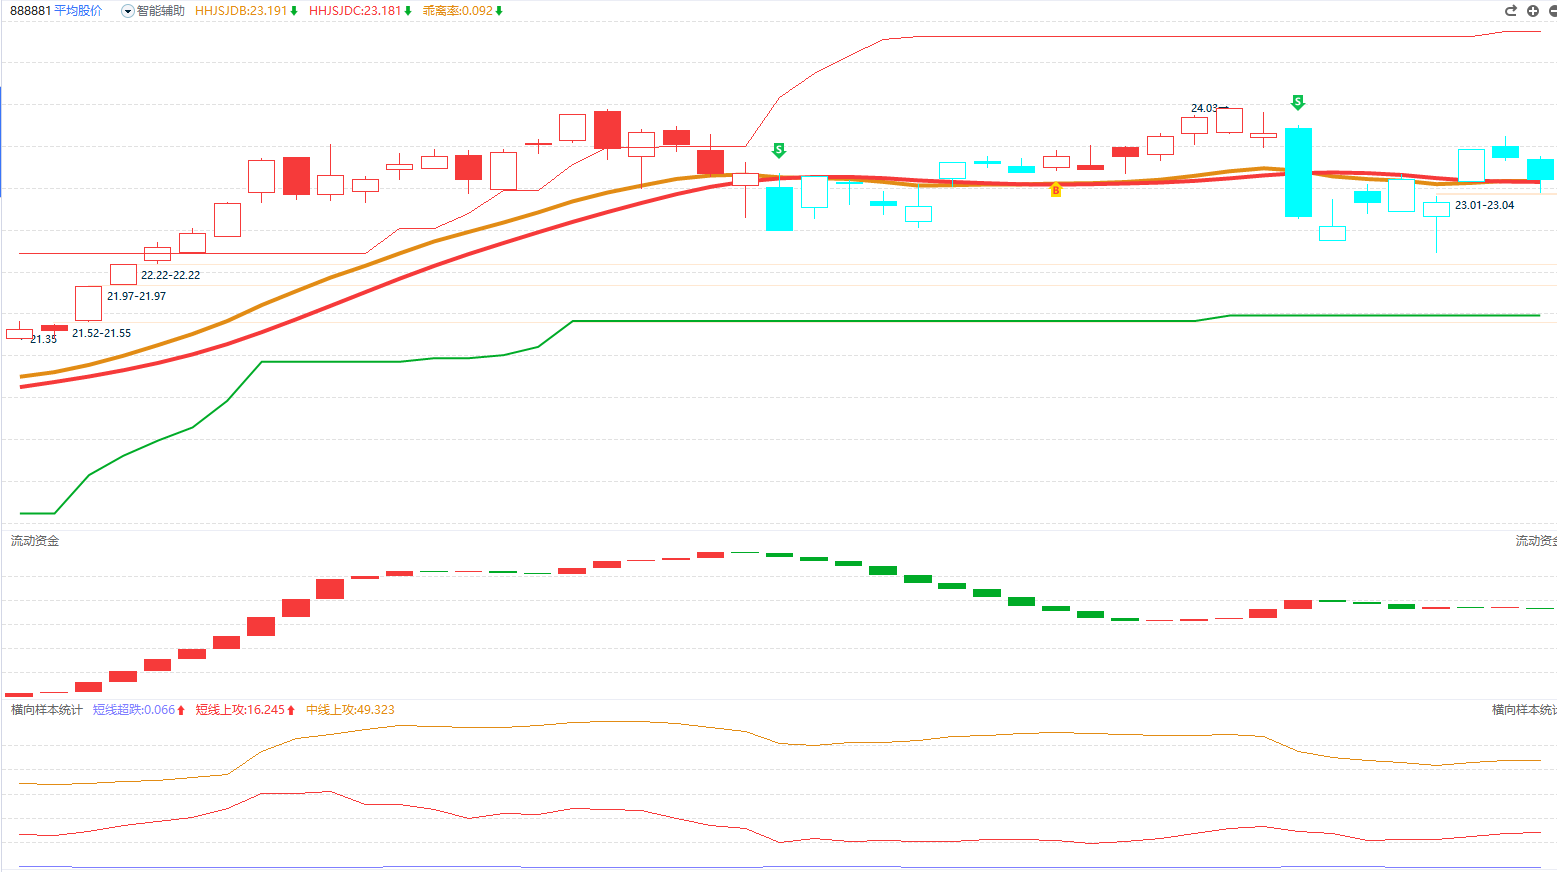 888881 平均股价 智能辅助 HHJSJDB:23.191 HHJSJDC:23.181 乖离率:0.092
S
24.03
S
B
23.01-23.04
22.22-22.22
21.97-21.97
21.52-21.55
21.35
流动资金 流动资金
横向样本统计 短线超跌:0.066 短线上攻:16.245 中线上攻:49.323 横向样本统计